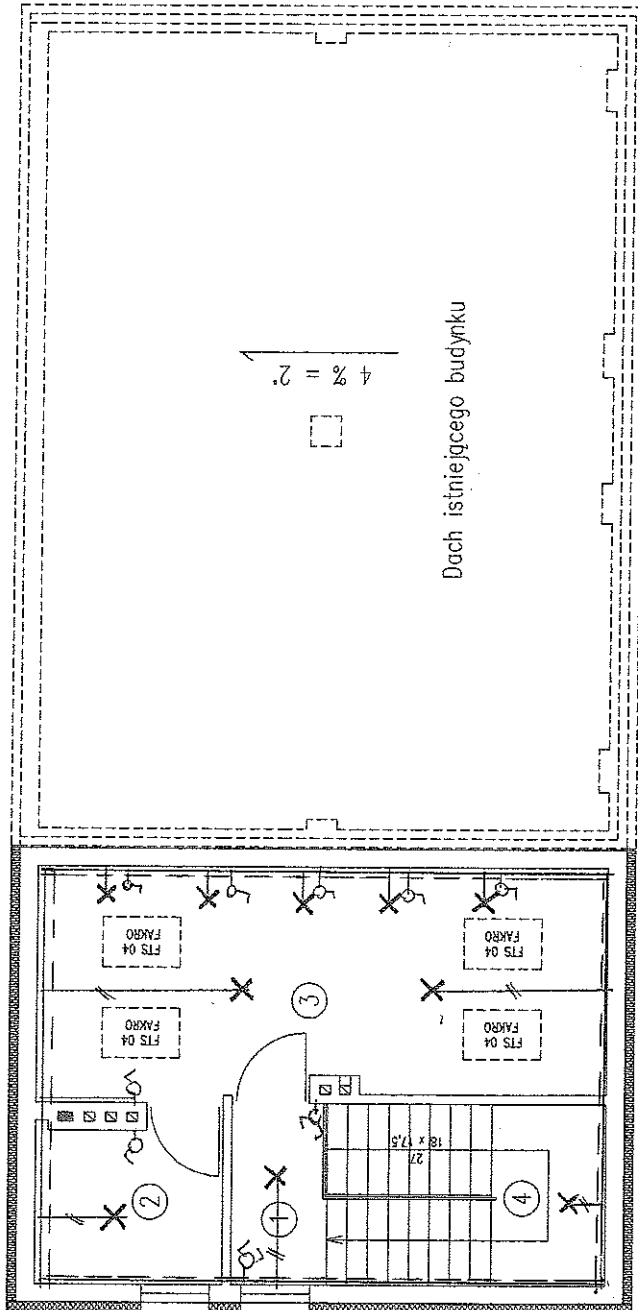 4 % = 2°
Dach istniejącego budynku
FTS 04
FAKRO
FTS 04
FAKRO
FTS 04
FAKRO
FTS 04
FAKRO
3
2
1
4
27
18 x 17,5